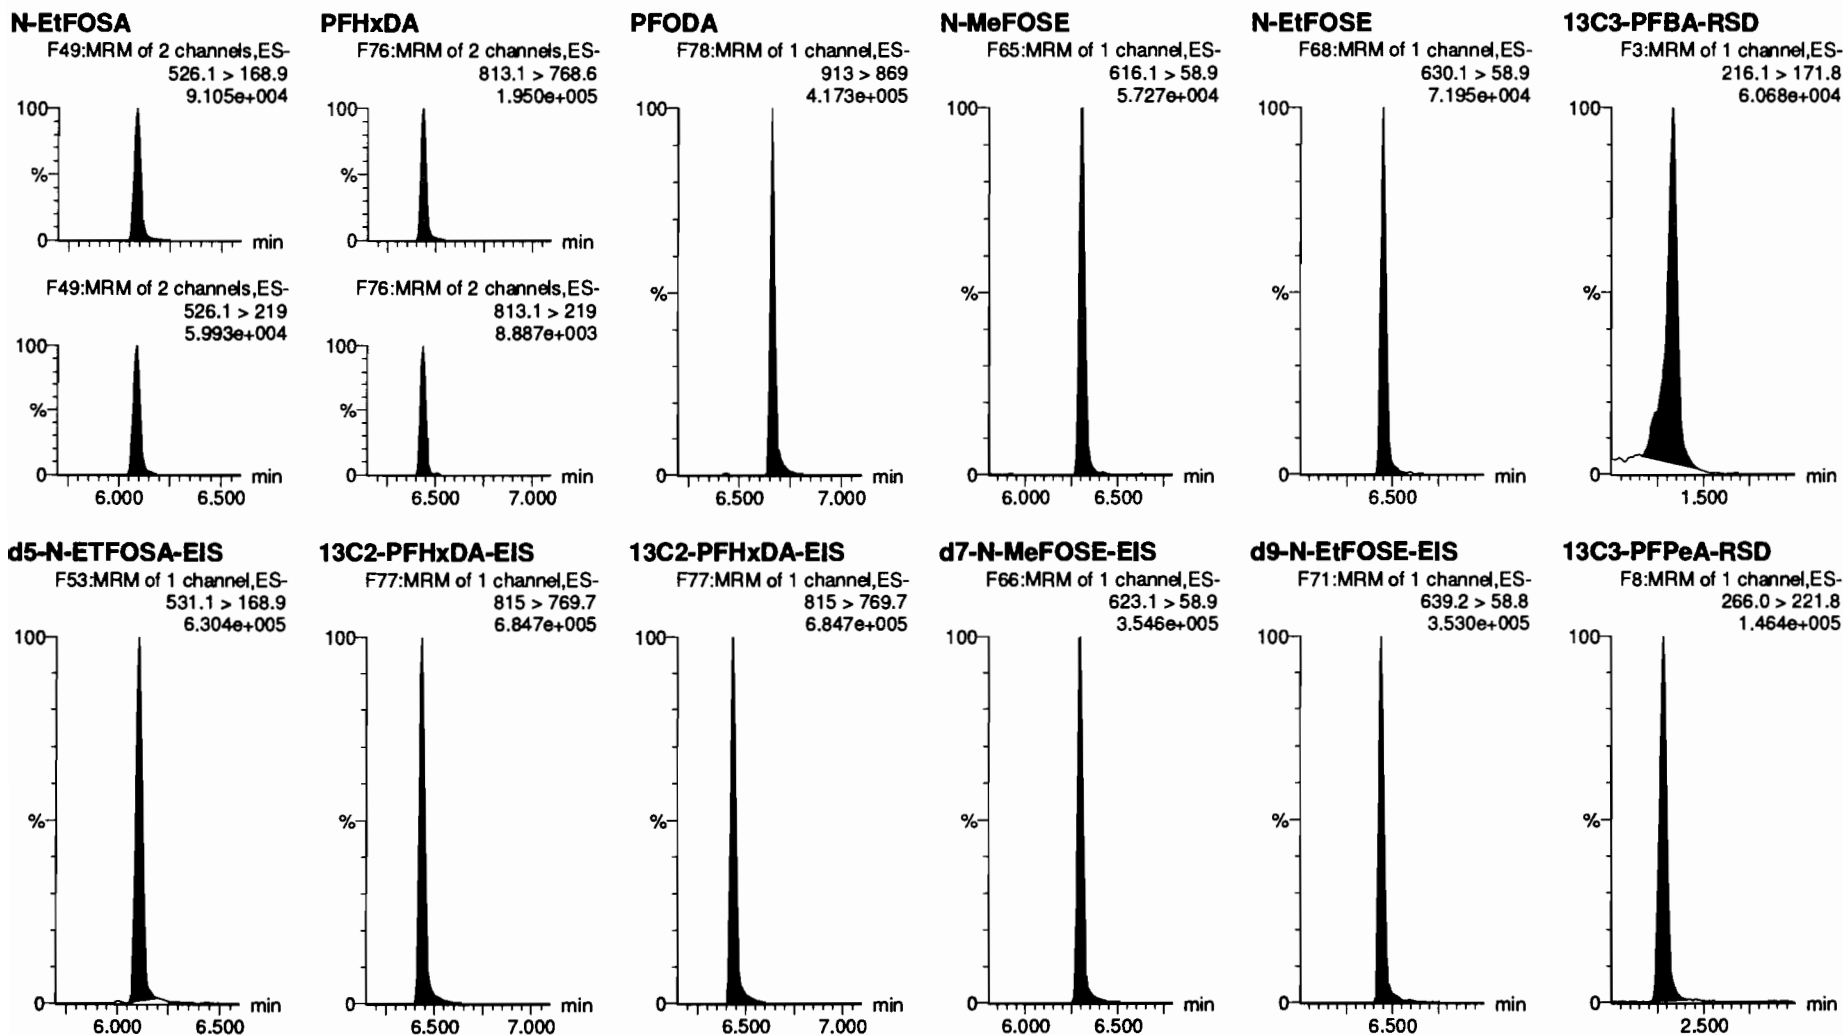 N-EtFOSA
F49:MRM of 2 channels,ES-
526.1 > 168.9
9.105e+004
100
%
0
min
F49:MRM of 2 channels,ES-
526.1 > 219
5.993e+004
100
%
0
min
6.000 6.500
PFHxDA
F76:MRM of 2 channels,ES-
813.1 > 768.6
1.950e+005
100
%
0
min
F76:MRM of 2 channels,ES-
813.1 > 219
8.887e+003
100
%
0
min
6.500 7.000
PFODA
F78:MRM of 1 channel,ES-
913 > 869
4.173e+005
100
%
0
min
6.500 7.000
N-MeFOSE
F65:MRM of 1 channel,ES-
616.1 > 58.9
5.727e+004
100
%
0
min
6.000 6.500
N-EtFOSE
F68:MRM of 1 channel,ES-
630.1 > 58.9
7.195e+004
100
%
0
min
6.500
13C3-PFBA-RSD
F3:MRM of 1 channel,ES-
216.1 > 171.8
6.068e+004
100
%
0
min
1.500
d5-N-ETFOSA-EIS
F53:MRM of 1 channel,ES-
531.1 > 168.9
6.304e+005
100
%
0
min
6.000 6.500
13C2-PFHxDA-EIS
F77:MRM of 1 channel,ES-
815 > 769.7
6.847e+005
100
%
0
min
6.500 7.000
13C2-PFHxDA-EIS
F77:MRM of 1 channel,ES-
815 > 769.7
6.847e+005
100
%
0
min
6.500 7.000
d7-N-MeFOSE-EIS
F66:MRM of 1 channel,ES-
623.1 > 58.9
3.546e+005
100
%
0
min
6.000 6.500
d9-N-EtFOSE-EIS
F71:MRM of 1 channel,ES-
639.2 > 58.8
3.530e+005
100
%
0
min
6.500
13C3-PFPeA-RSD
F8:MRM of 1 channel,ES-
266.0 > 221.8
1.464e+005
100
%
0
min
2.500